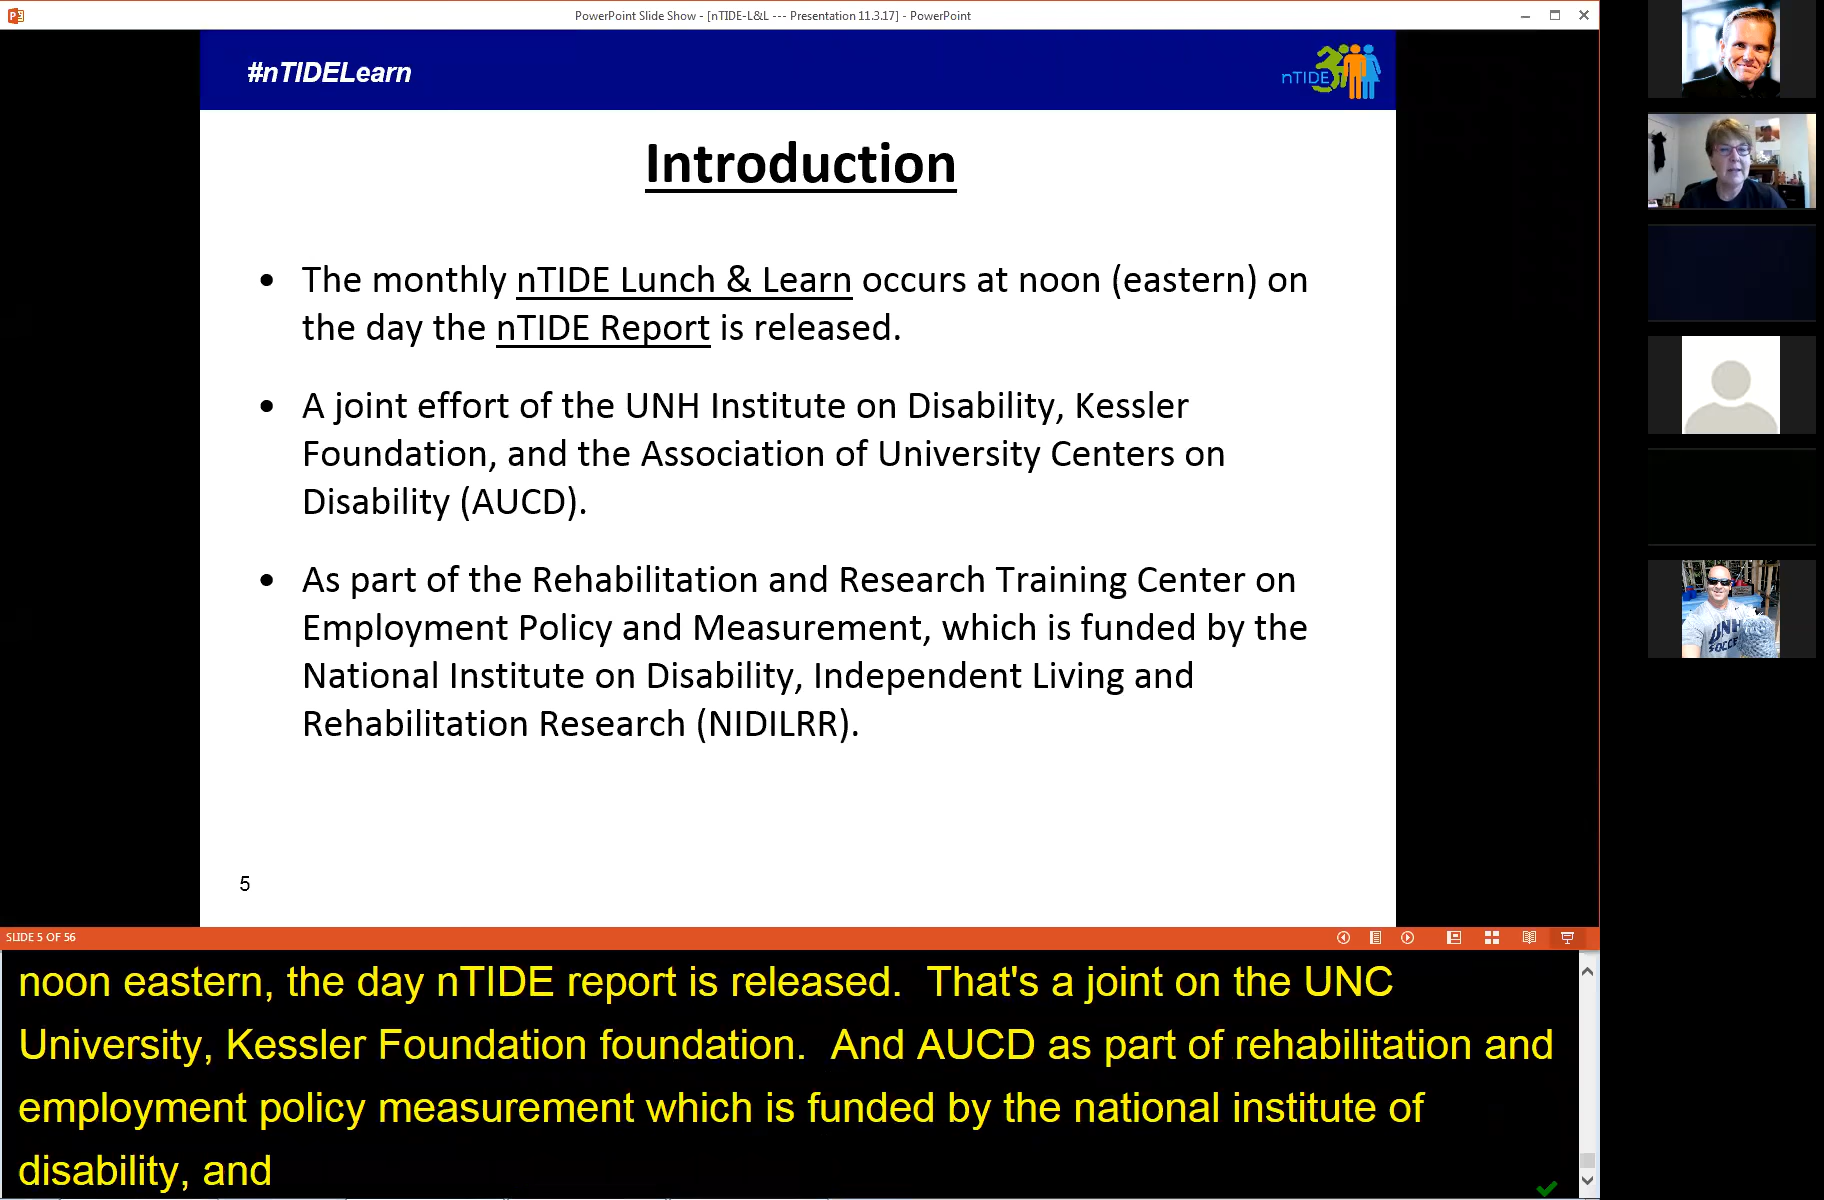 PowerPoint Slide Show - [nTIDE-L&L --- Presentation 11.3.17] - PowerPoint
#nTIDELearn
nTIDE
Introduction
• The monthly nTIDE Lunch & Learn occurs at noon (eastern) on
the day the nTIDE Report is released.
• A joint effort of the UNH Institute on Disability, Kessler
Foundation, and the Association of University Centers on
Disability (AUCD).
• As part of the Rehabilitation and Research Training Center on
Employment Policy and Measurement, which is funded by the
National Institute on Disability, Independent Living and
Rehabilitation Research (NIDILRR).
5
SLIDE 5 OF 56
noon eastern, the day nTIDE report is released.  That's a joint on the UNC
University, Kessler Foundation foundation.  And AUCD as part of rehabilitation and
employment policy measurement which is funded by the national institute of
disability, and
UNH
SOCCE